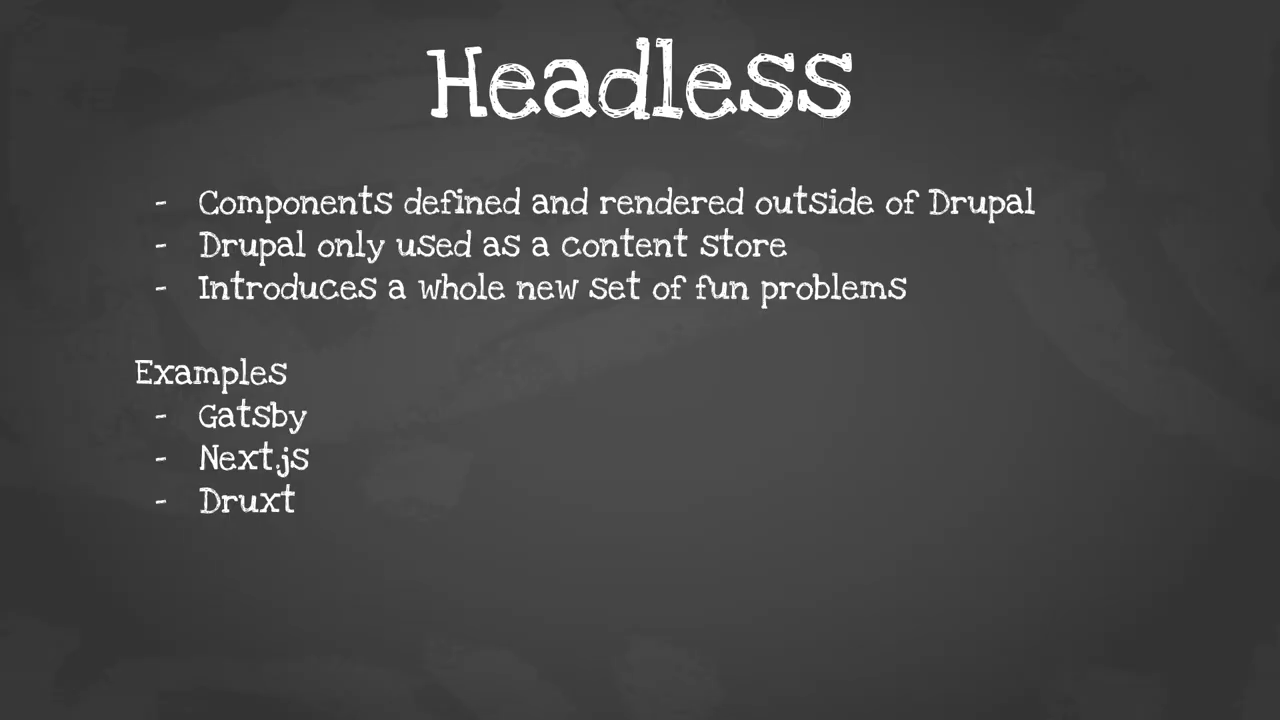 Headless
- Components defined and rendered outside of Drupal
- Drupal only used as a content store
- Introduces a whole new set of fun problems
Examples
- Gatsby
- Next.js
- Druxt